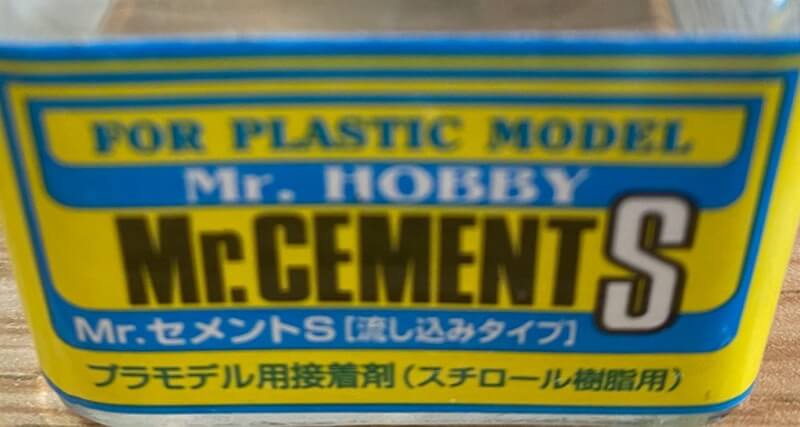 FOR PLASTIC MODEL
Mr. HOBBY
Mr.CEMENT S
Mr.セメントS [流し込みタイプ]
プラモデル用接着剤(スチロール樹脂用)